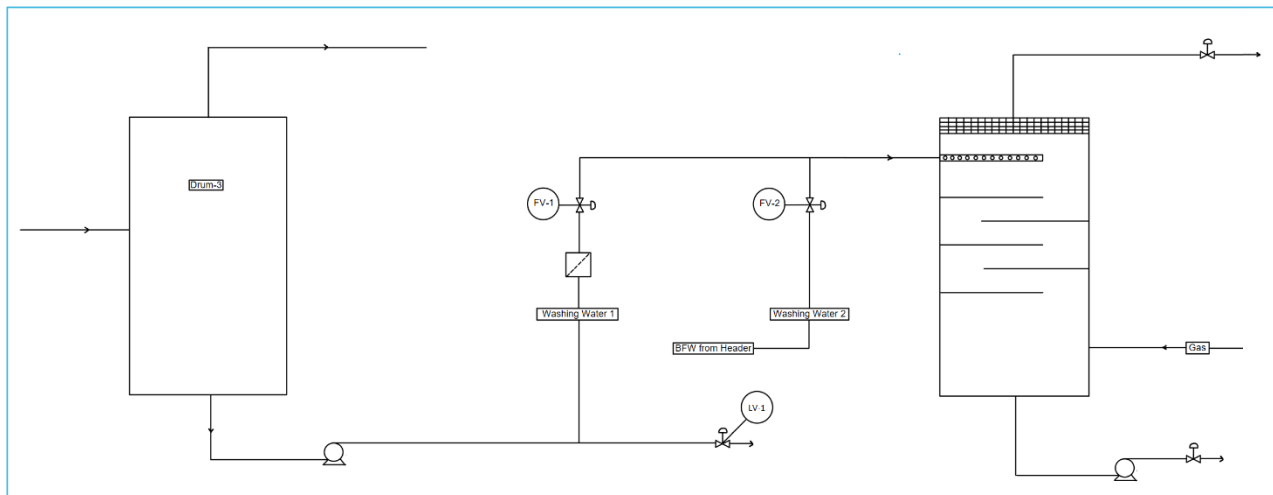 Drum-3
FV-1
FV-2
Washing Water 1
Washing Water 2
BFW from Header
Gas
LV-1